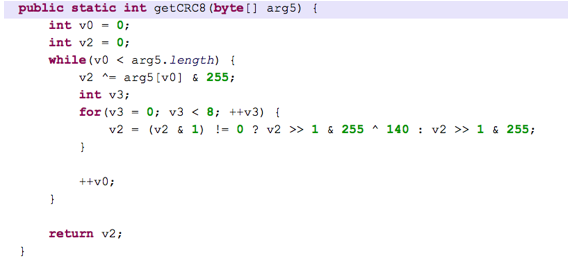 public static int getCRC8(byte[] arg5) {
    int v0 = 0;
    int v2 = 0;
    while(v0 < arg5.length) {
        v2 ^= arg5[v0] & 255;
        int v3;
        for(v3 = 0; v3 < 8; ++v3) {
            v2 = (v2 & 1) != 0 ? v2 >> 1 & 255 ^ 140 : v2 >> 1 & 255;
        }
        ++v0;
    }
    return v2;
}